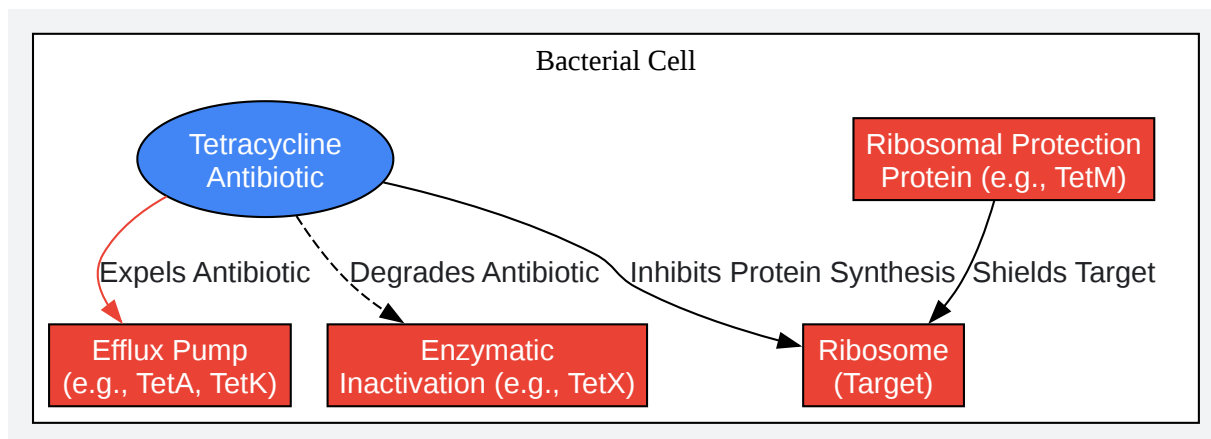 Bacterial Cell
Tetracycline
Antibiotic
Ribosomal Protection
Protein (e.g., TetM)
Expels Antibiotic
Degrades Antibiotic
Inhibits Protein Synthesis
Shields Target
Efflux Pump
(e.g., TetA, TetK)
Enzymatic
Inactivation (e.g., TetX)
Ribosome
(Target)